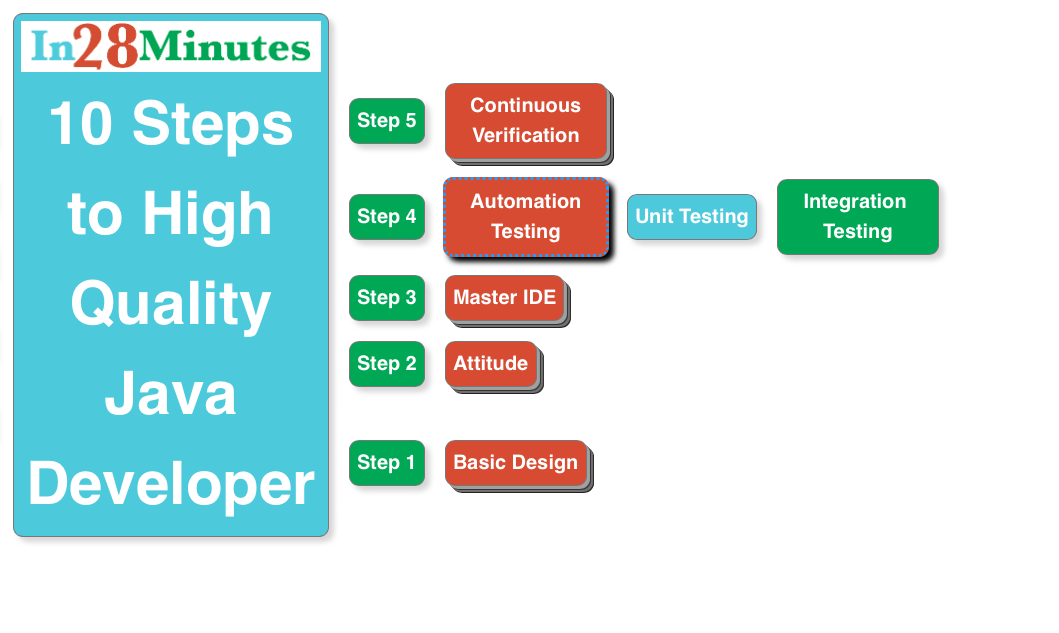 In28Minutes
10 Steps
to High
Quality
Java
Developer
Step 5
Continuous
Verification
Step 4
Automation
Testing
Unit Testing
Integration
Testing
Step 3
Master IDE
Step 2
Attitude
Step 1
Basic Design